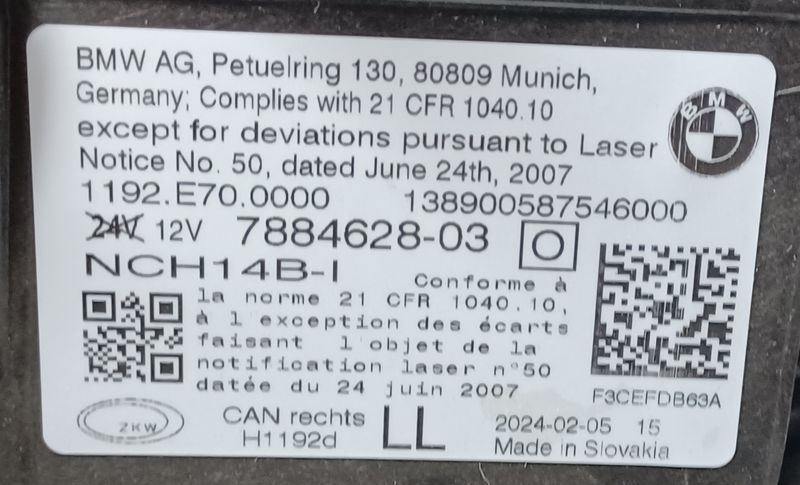 BMW AG, Petuelring 130, 80809 Munich,
Germany; Complies with 21 CFR 1040.10
except for deviations pursuant to Laser
Notice No. 50, dated June 24th, 2007
BMW
1192.E70.0000 138900587546000
24V 12V 7884628-03 O
NCH14B-I
Conforme à
la norme 21 CFR 1040.10,
à l exception des écarts
faisant l objet de la
notification laser n°50
datée du 24 juin 2007
F3CEFDB63A
ZKW
CAN rechts
H1192d
LL
2024-02-05 15
Made in Slovakia